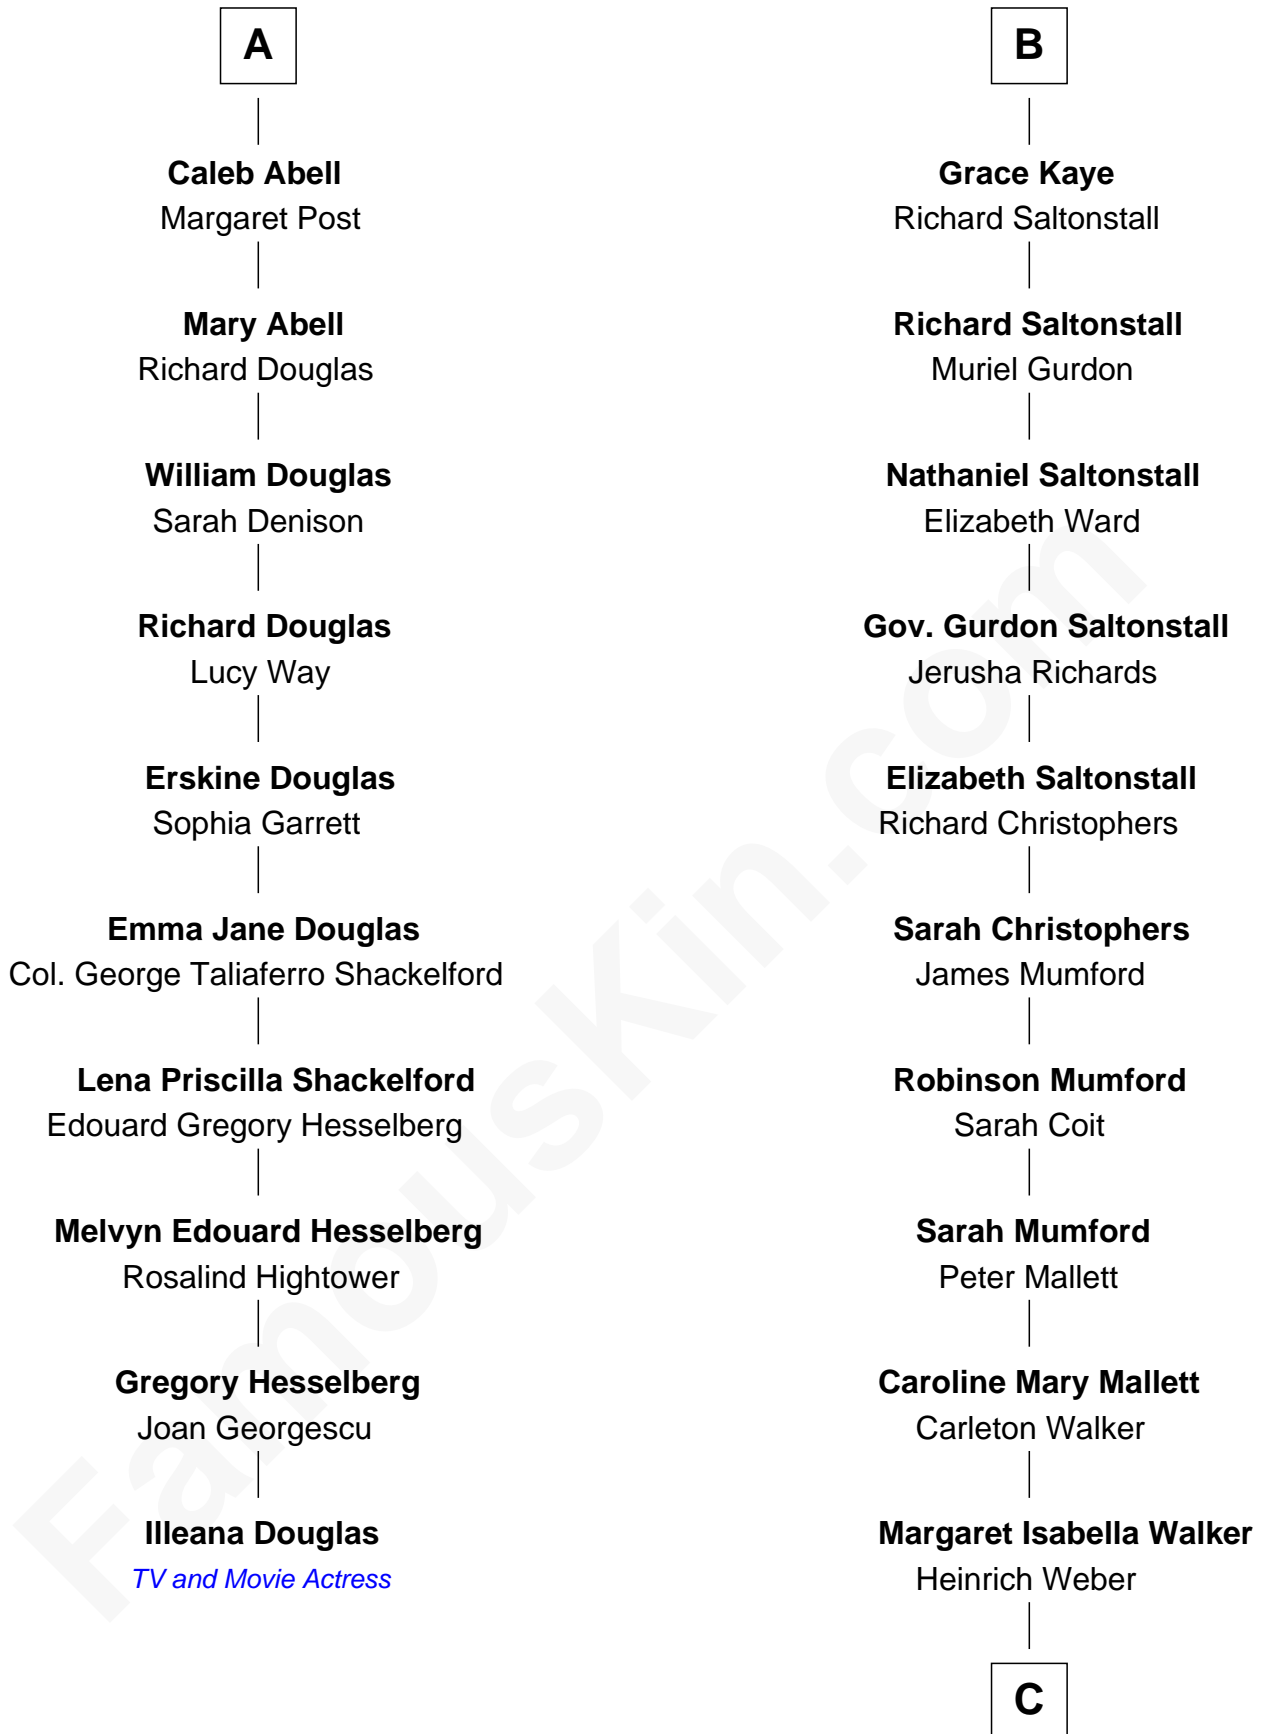 A
Caleb Abell
Margaret Post
Mary Abell
Richard Douglas
William Douglas
Sarah Denison
Richard Douglas
Lucy Way
Erskine Douglas
Sophia Garrett
Emma Jane Douglas
Col. George Taliaferro Shackelford
Lena Priscilla Shackelford
Edouard Gregory Hesselberg
Melvyn Edouard Hesselberg
Rosalind Hightower
Gregory Hesselberg
Joan Georgescu
Illeana Douglas
TV and Movie Actress
B
Grace Kaye
Richard Saltonstall
Richard Saltonstall
Muriel Gurdon
Nathaniel Saltonstall
Elizabeth Ward
Gov. Gurdon Saltonstall
Jerusha Richards
Elizabeth Saltonstall
Richard Christophers
Sarah Christophers
James Mumford
Robinson Mumford
Sarah Coit
Sarah Mumford
Peter Mallett
Caroline Mary Mallett
Carleton Walker
Margaret Isabella Walker
Heinrich Weber
C
FamousKin.com